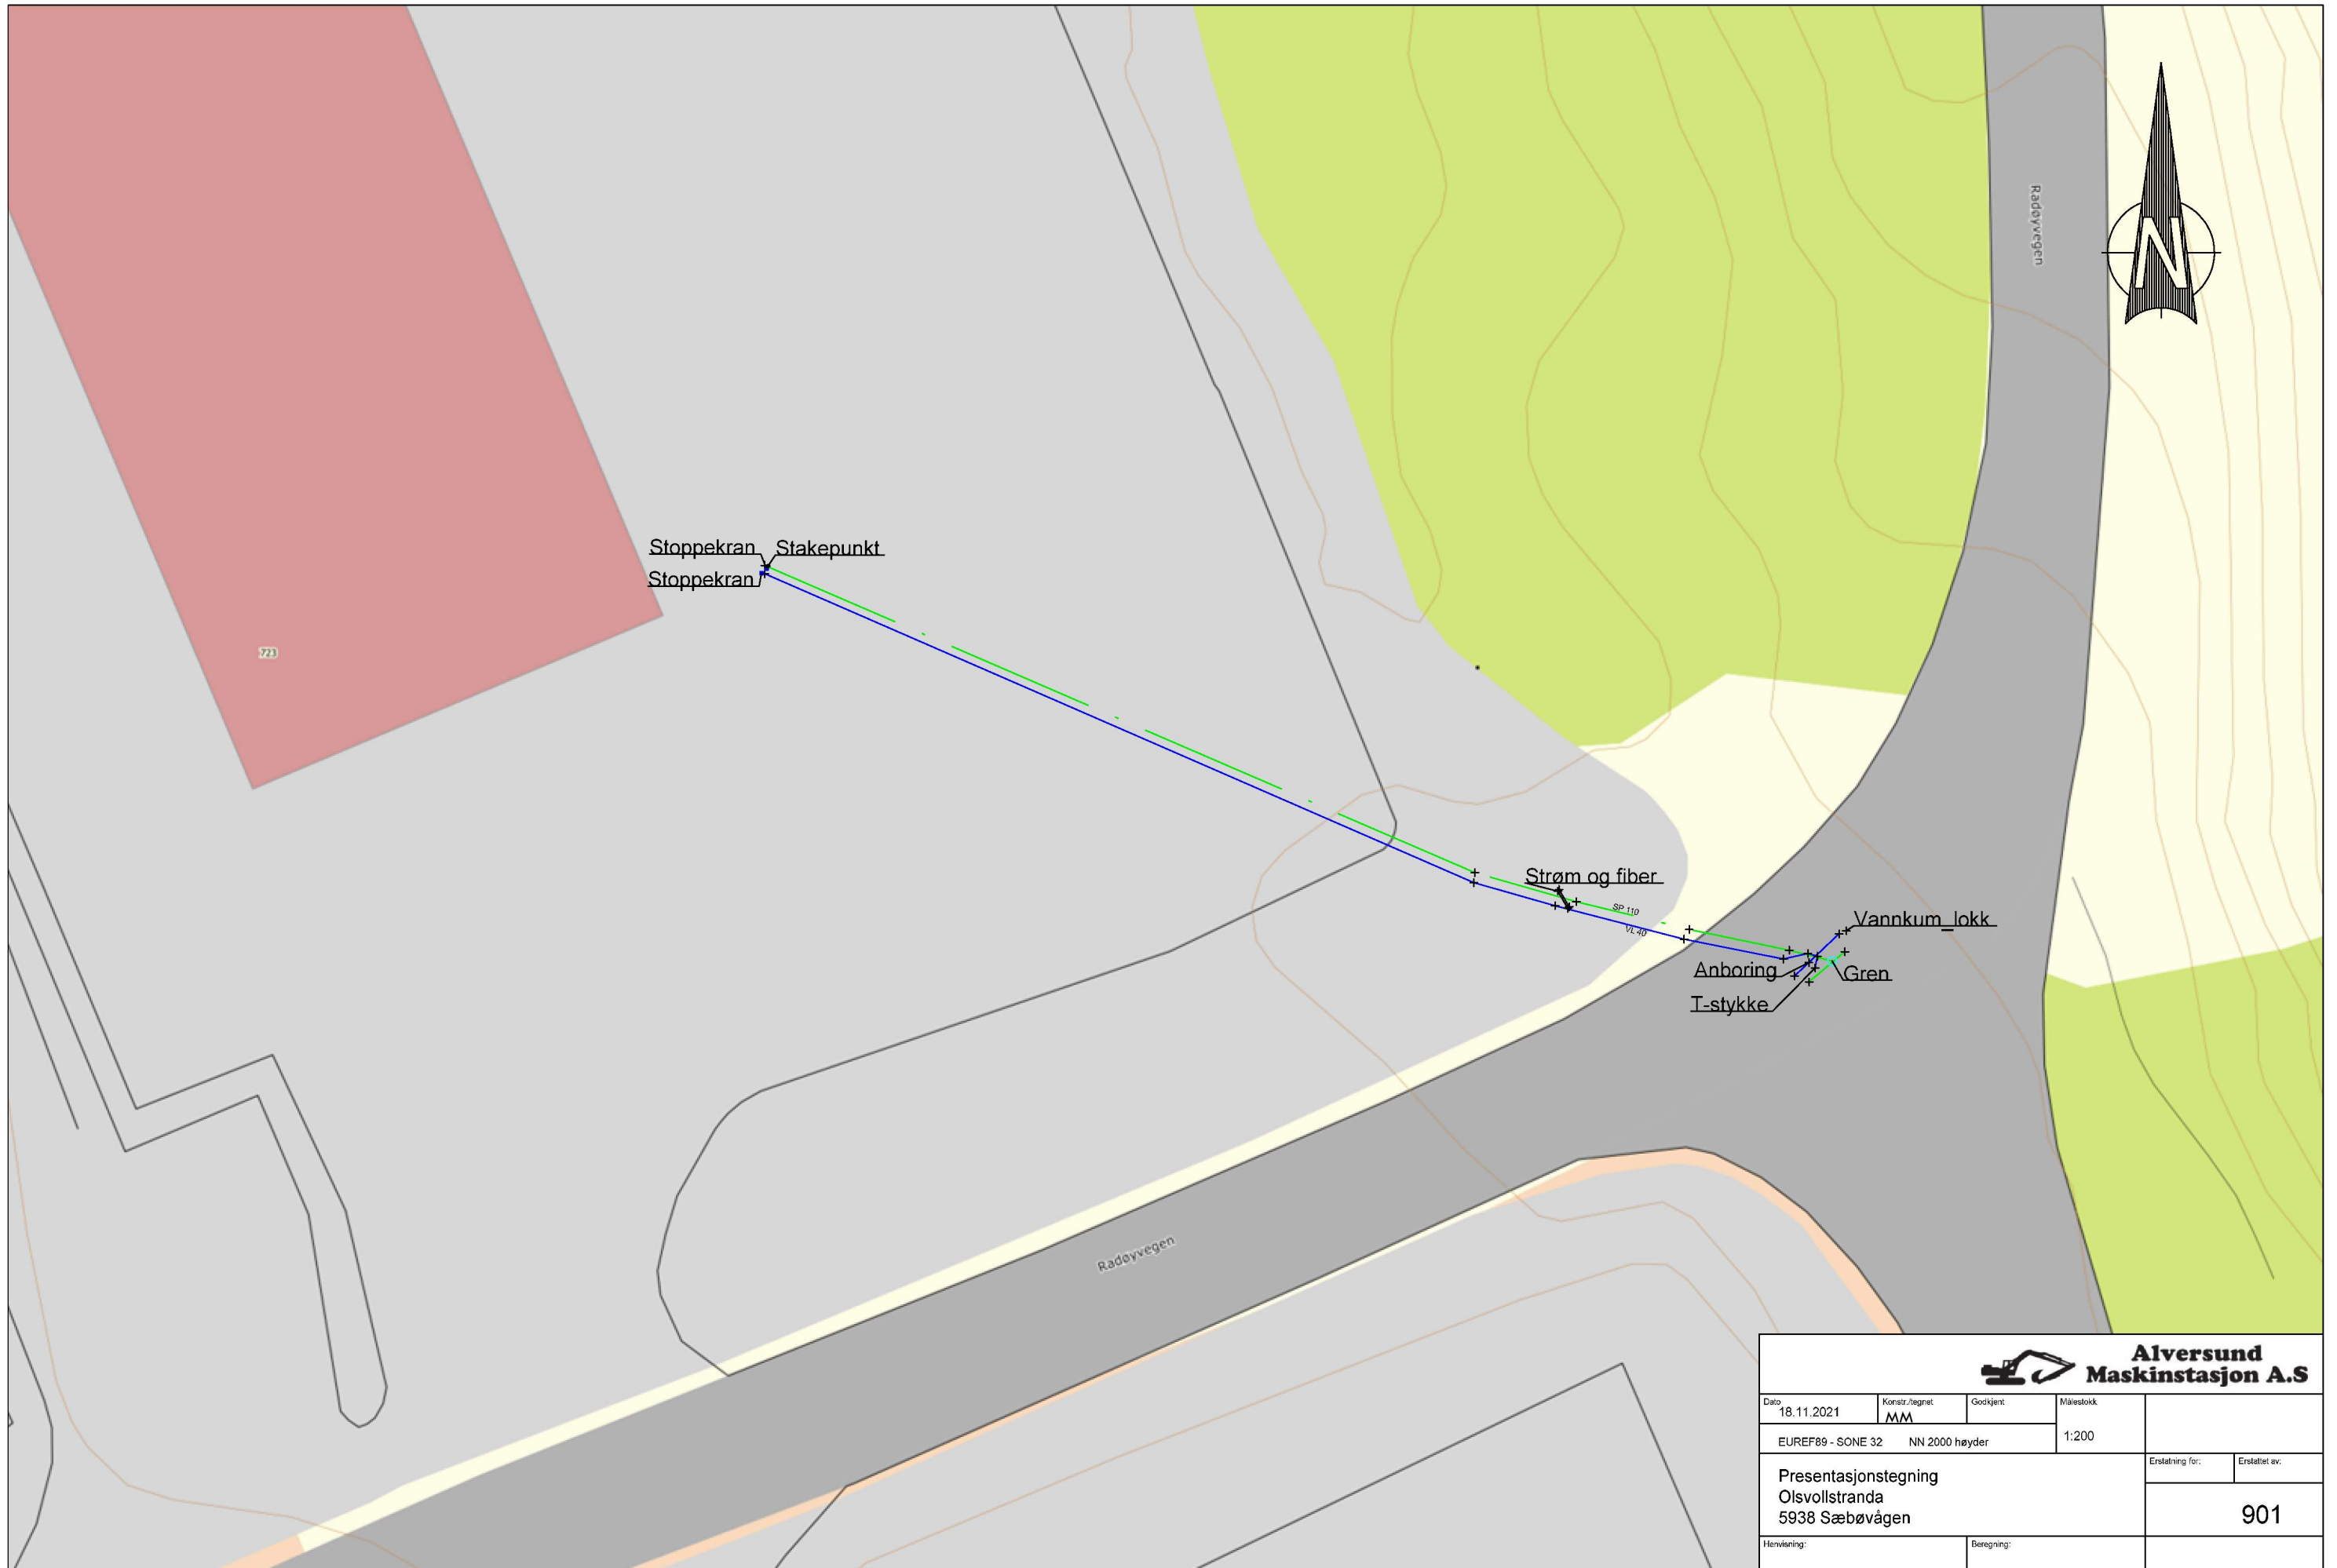 Radøyvegen
N
Stoppekran
Stakepunkt
Stoppekran
723
Strøm og fiber
SP 110
VL 40
Vannkum_lokk
Anboring
Gren
T-stykke
Radøyvegen
Alversund
Maskinstasjon A.S
Dato
18.11.2021
Konstr./tegnet
MM
Godkjent
Målestokk
1:200
EUREF89 - SONE 32 NN 2000 høyder
Presentasjonstegning
Olsvollstranda
5938 Sæbøvågen
Erstatning for:
Erstattet av:
901
Henvisning:
Beregning: